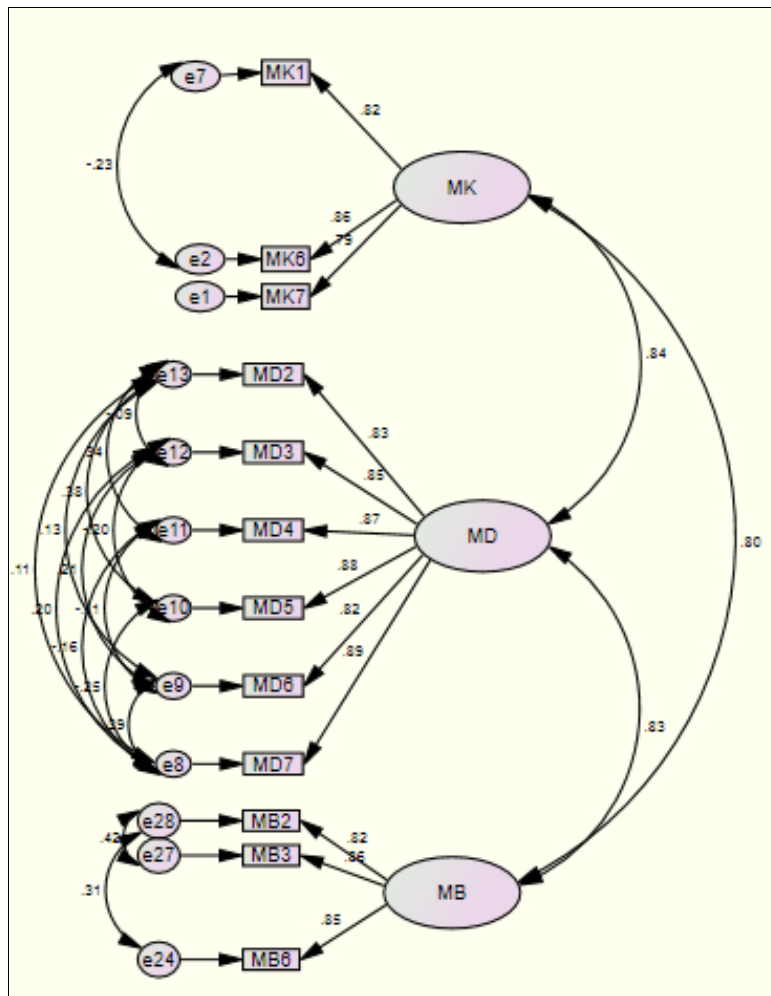 e7 MK1
.82
-.23
MK
.86
.79
e2 MK6
e1 MK7
.84
e13 MD2
-.09
.83
e12 MD3
.85
.38
.13
-.20
e11 MD4
.87
MD
.80
.11
.21
.88
.20
e10 MD5
.82
-.16
.89
-.25
e9 MD6
.83
e8 MD7
e28 MB2
.42
.82
e27 MB3
.86
MB
.31
.85
e24 MB6